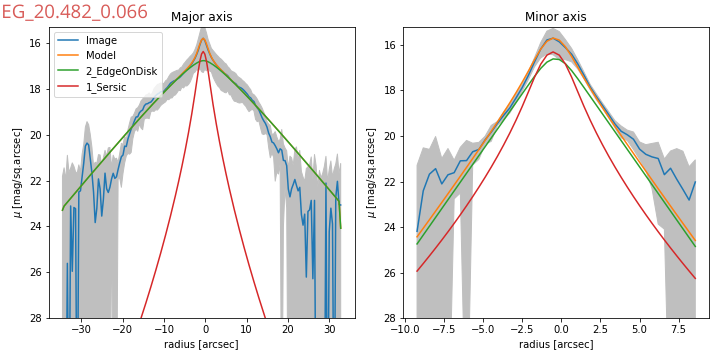 EG_20.482_0.066
Major axis
Minor axis
Image
Model
2_EdgeOnDisk
1_Sersic
16
18
20
22
24
26
28
μ [mag/sq.arcsec]
−30
−20
−10
0
10
20
30
radius [arcsec]
16
18
20
22
24
26
28
μ [mag/sq.arcsec]
−10.0
−7.5
−5.0
−2.5
0.0
2.5
5.0
7.5
radius [arcsec]